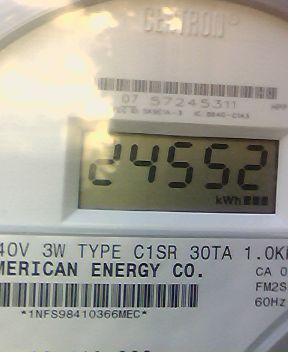 CENTRON®
07 57245311
24552
kWh
40V 3W TYPE C1SR 30TA 1.0K
MERICAN ENERGY CO.
CA 0
FM2S
60Hz
*1NFS98410366MEC*